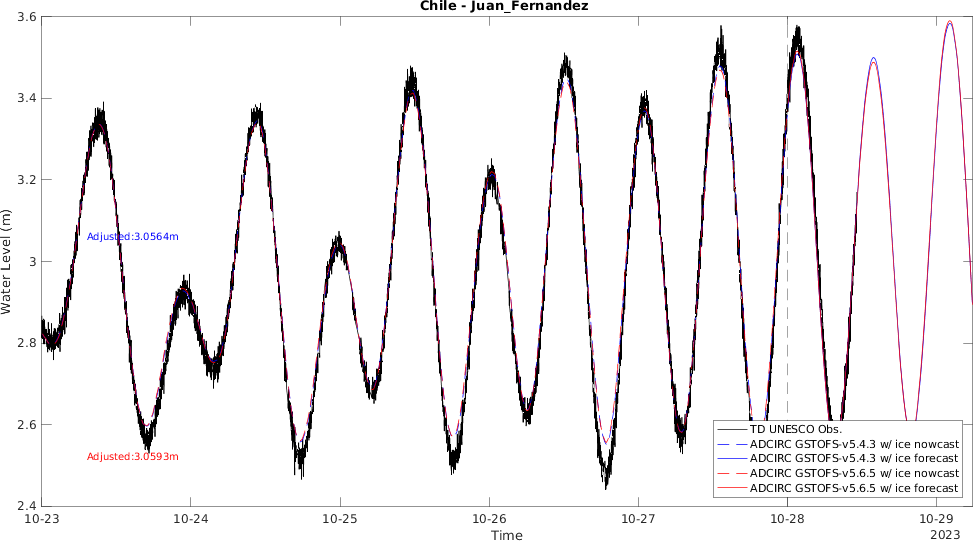 Chile - Juan_Fernandez
3.6
3.4
3.2
3
2.8
2.6
2.4
Water Level (m)
Adjusted:3.0564m
Adjusted:3.0593m
TD UNESCO Obs.
ADCIRC GSTOFS-v5.4.3 w/ ice nowcast
ADCIRC GSTOFS-v5.4.3 w/ ice forecast
ADCIRC GSTOFS-v5.6.5 w/ ice nowcast
ADCIRC GSTOFS-v5.6.5 w/ ice forecast
10-23 10-24 10-25 10-26 10-27 10-28 10-29
2023
Time